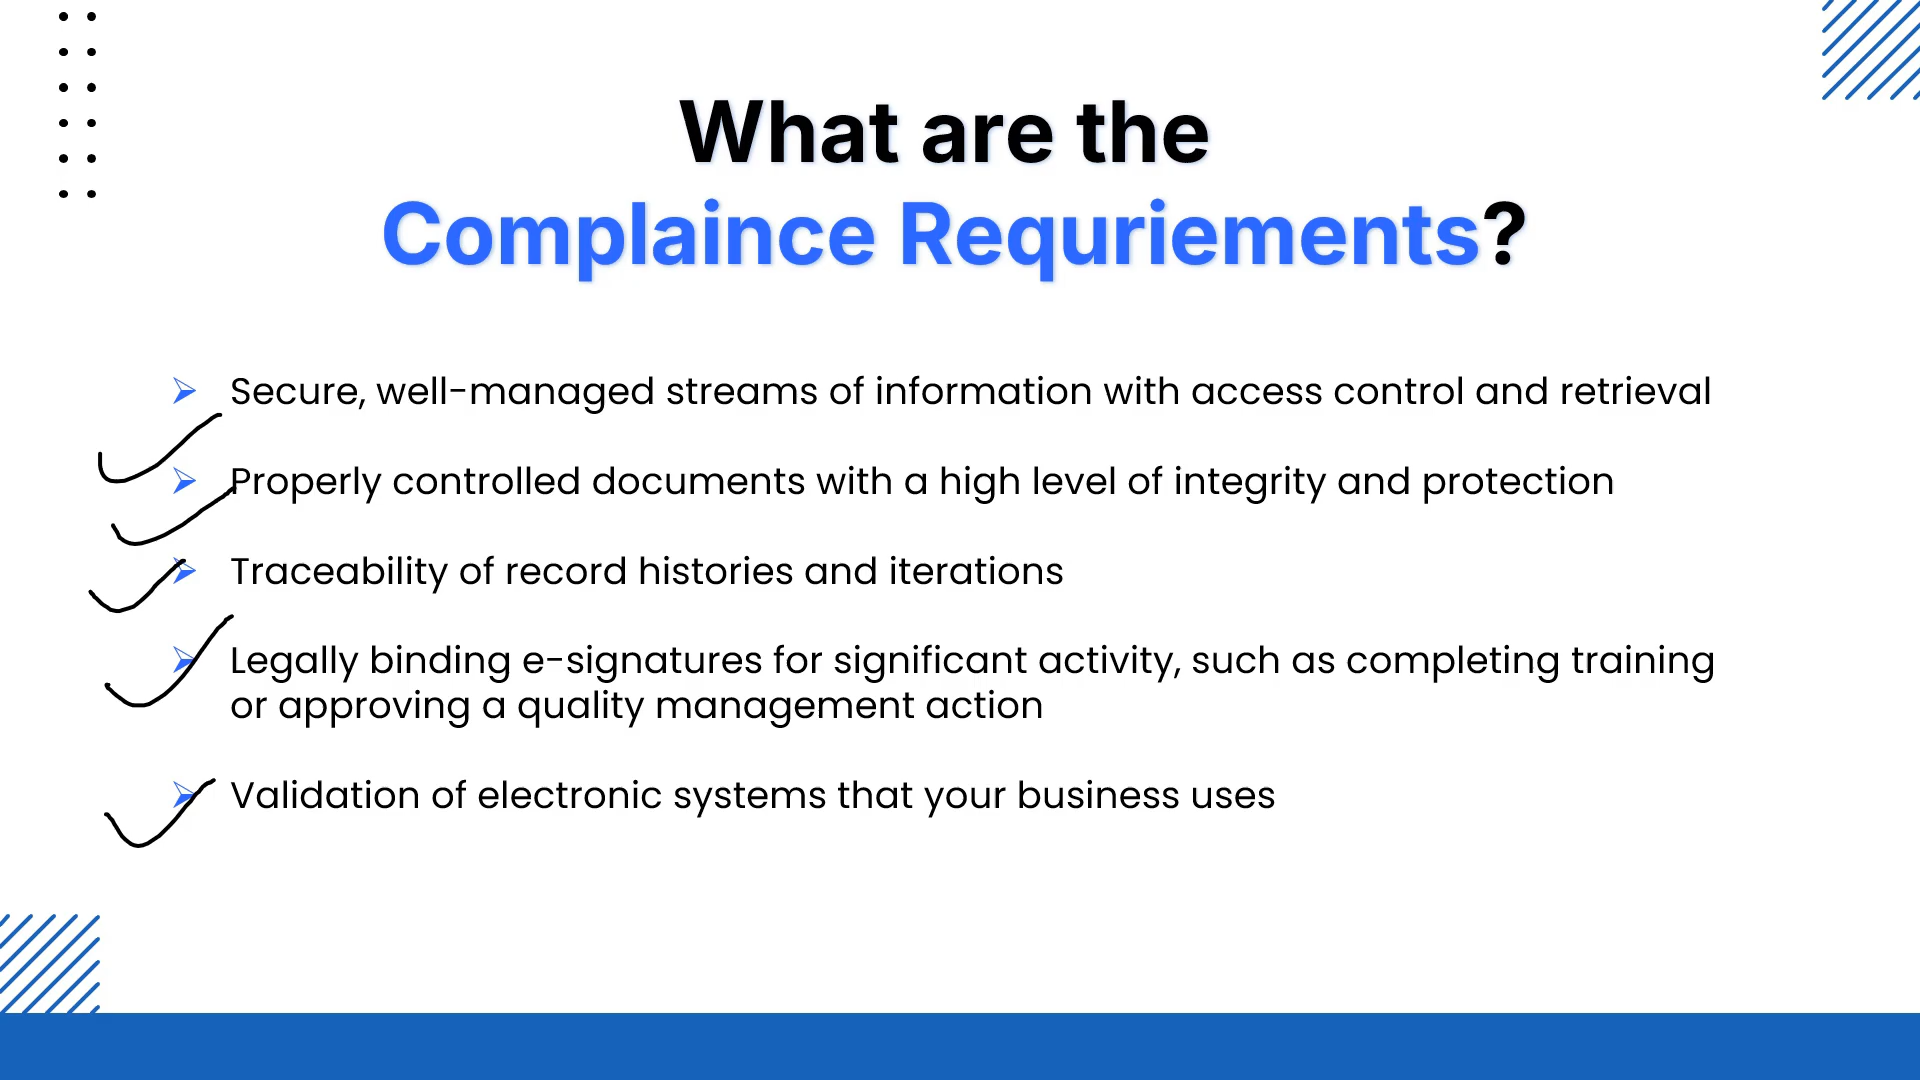 What are the
Complaince Requriements?
Secure, well-managed streams of information with access control and retrieval
Properly controlled documents with a high level of integrity and protection
Traceability of record histories and iterations
Legally binding e-signatures for significant activity, such as completing training
or approving a quality management action
Validation of electronic systems that your business uses